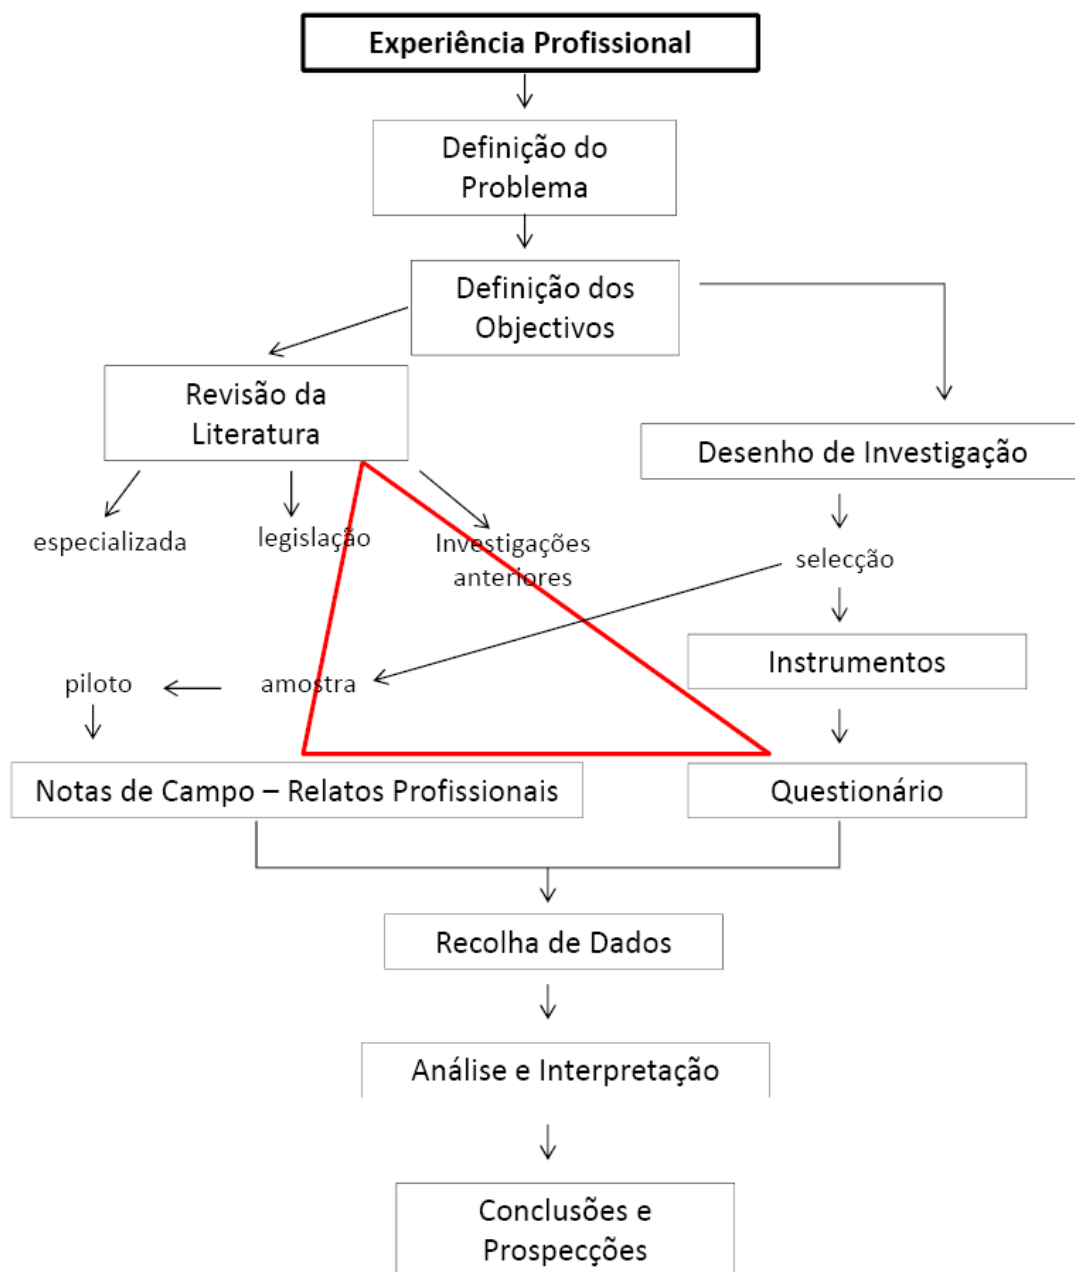 Experiência Profissional
Definição do
Problema
Definição dos
Objectivos
Revisão da
Literatura
Desenho de Investigação
especializada
legislação
Investigações
anteriores
selecção
Instrumentos
piloto
amostra
Notas de Campo – Relatos Profissionais
Questionário
Recolha de Dados
Análise e Interpretação
Conclusões e
Prospecções